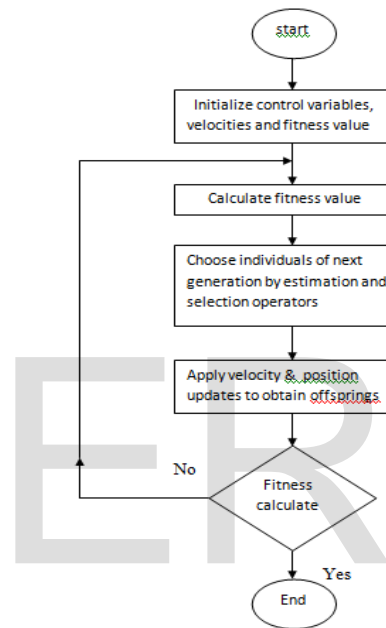 start
Initialize control variables,
velocities and fitness value
Calculate fitness value
Choose individuals of next
generation by estimation and
selection operators
Apply velocity & position
updates to obtain offsprings
No
Fitness
calculate
Yes
End
ER